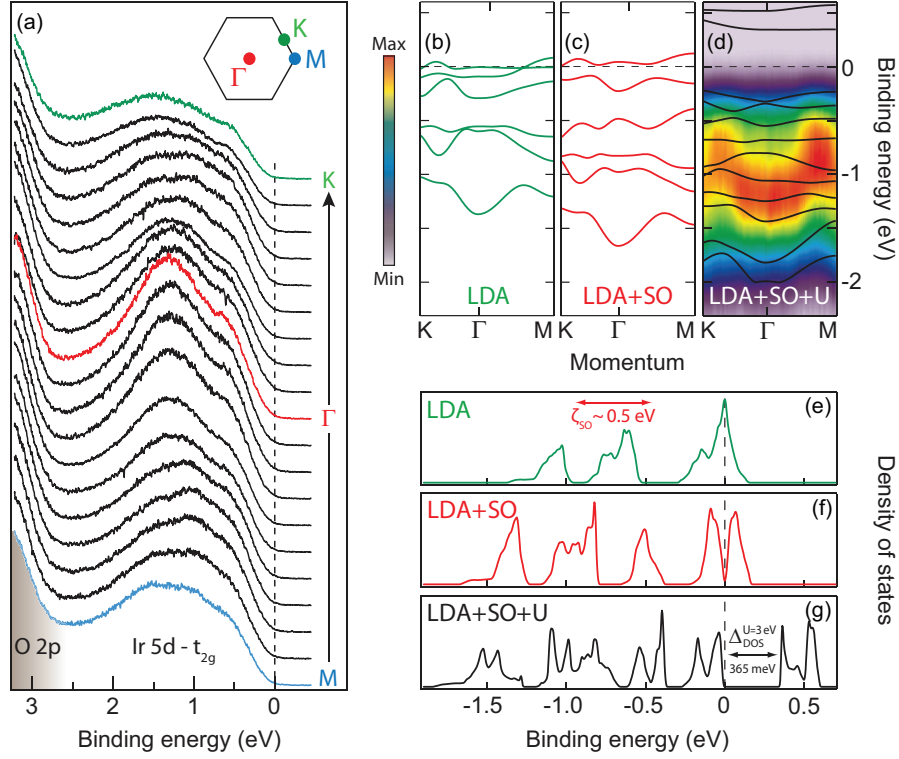 (a)
K
M
Γ
K
Γ
M
O 2p
Ir 5d - t2g
3
2
1
0
Binding energy (eV)
Max
Min
(b)
(c)
(d)
LDA
LDA+SO
LDA+SO+U
K
Γ
M
K
Γ
M
K
Γ
M
Momentum
0
-1
-2
Binding energy (eV)
LDA
(e)
ζSO ~ 0.5 eV
LDA+SO
(f)
LDA+SO+U
(g)
ΔDOS U=3 eV
365 meV
-1.5
-1.0
-0.5
0
0.5
Binding energy (eV)
Density of states